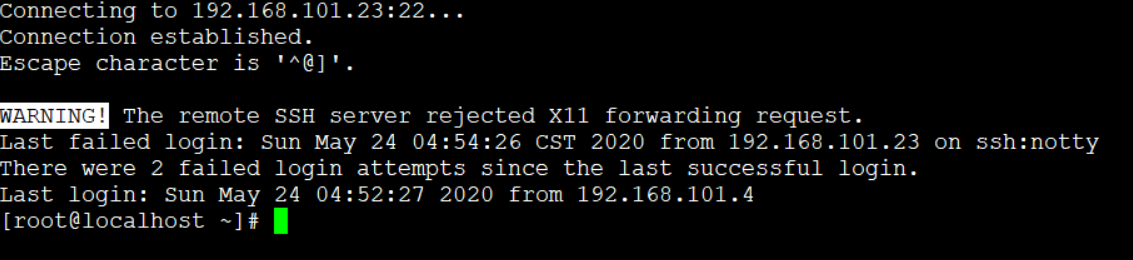 Connecting to 192.168.101.23:22...
Connection established.
Escape character is '^@]'.
WARNING! The remote SSH server rejected X11 forwarding request.
Last failed login: Sun May 24 04:54:26 CST 2020 from 192.168.101.23 on ssh:notty
There were 2 failed login attempts since the last successful login.
Last login: Sun May 24 04:52:27 2020 from 192.168.101.4
[root@localhost ~]#